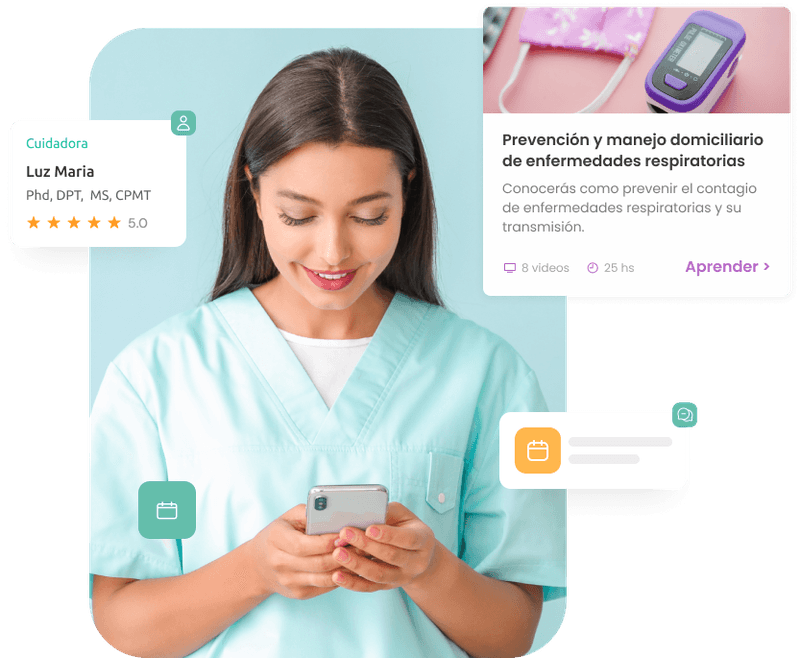 Cuidadora
Luz Maria
Phd, DPT, MS, CPMT
5.0
Prevención y manejo domiciliario
de enfermedades respiratorias
Conocerás como prevenir el contagio
de enfermedades respiratorias y su
transmisión.
8 videos
25 hs
Aprender >